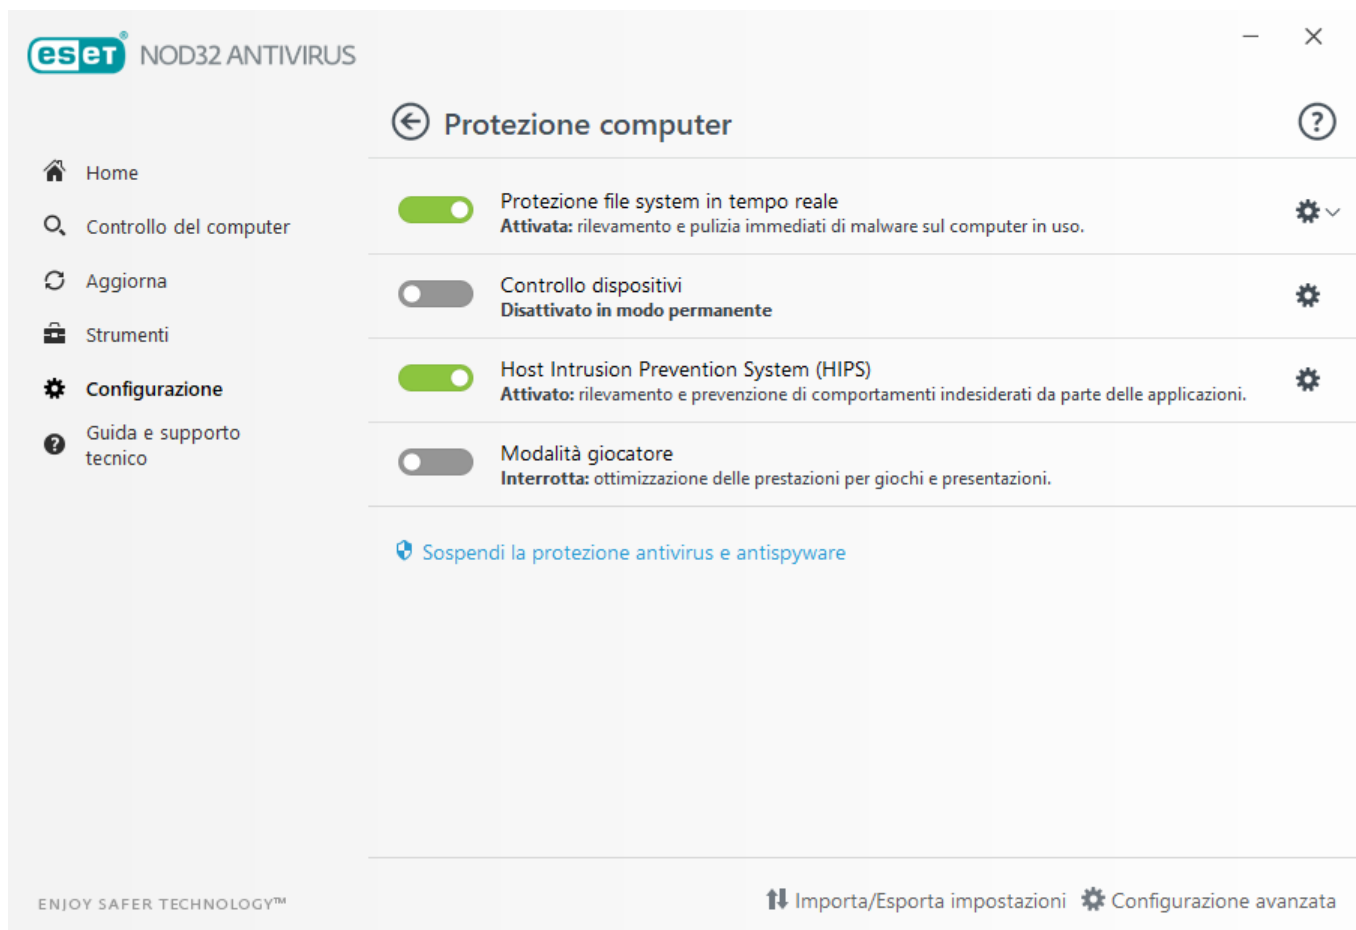 eset® NOD32 ANTIVIRUS
Protezione computer
Home
Controllo del computer
Aggiorna
Strumenti
Configurazione
Guida e supporto
tecnico
Protezione file system in tempo reale
Attivata: rilevamento e pulizia immediati di malware sul computer in uso.
Controllo dispositivi
Disattivato in modo permanente
Host Intrusion Prevention System (HIPS)
Attivato: rilevamento e prevenzione di comportamenti indesiderati da parte delle applicazioni.
Modalità giocatore
Interrotta: ottimizzazione delle prestazioni per giochi e presentazioni.
Sospendi la protezione antivirus e antispyware
ENJOY SAFER TECHNOLOGY™
Importa/Esporta impostazioni Configurazione avanzata